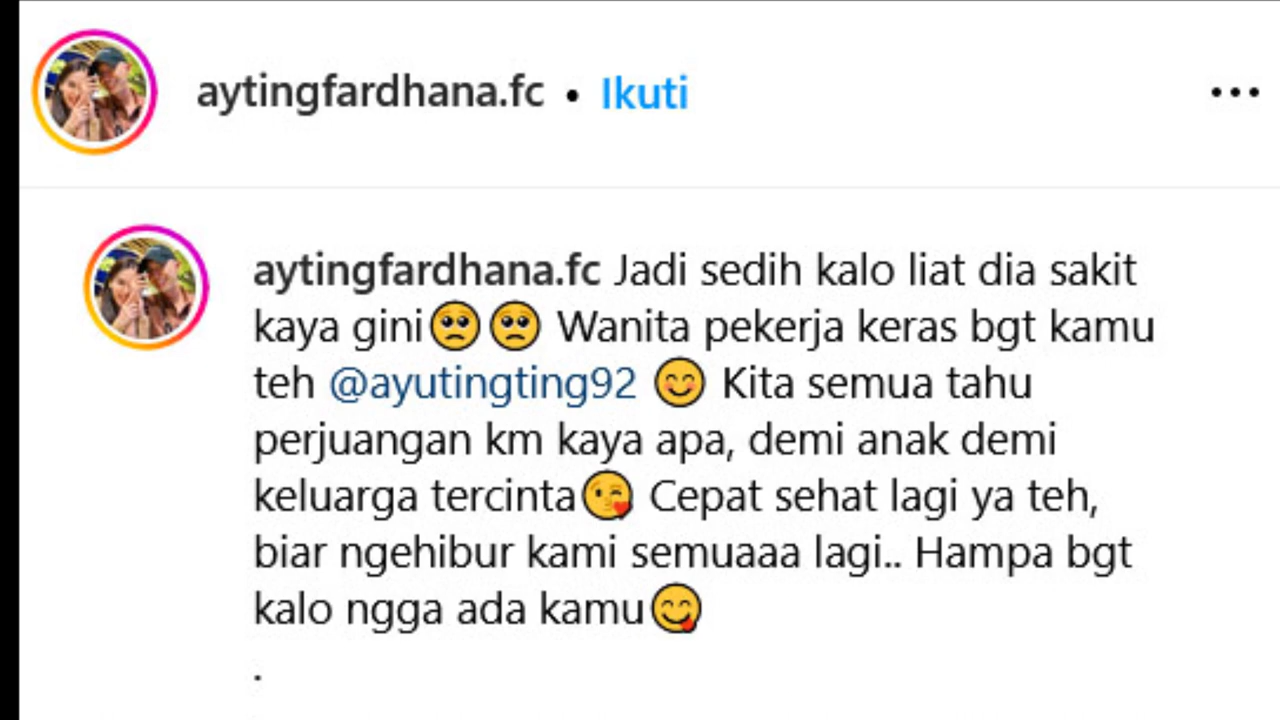 aytingfardhana.fc • Ikuti
aytingfardhana.fc Jadi sedih kalo liat dia sakit
kaya gini🥺🥺 Wanita pekerja keras bgt kamu
teh @ayutingting92 😊 Kita semua tahu
perjuangan km kaya apa, demi anak demi
keluarga tercinta😘 Cepat sehat lagi ya teh,
biar ngehibur kami semuaaa lagi.. Hampa bgt
kalo ngga ada kamu😋
.